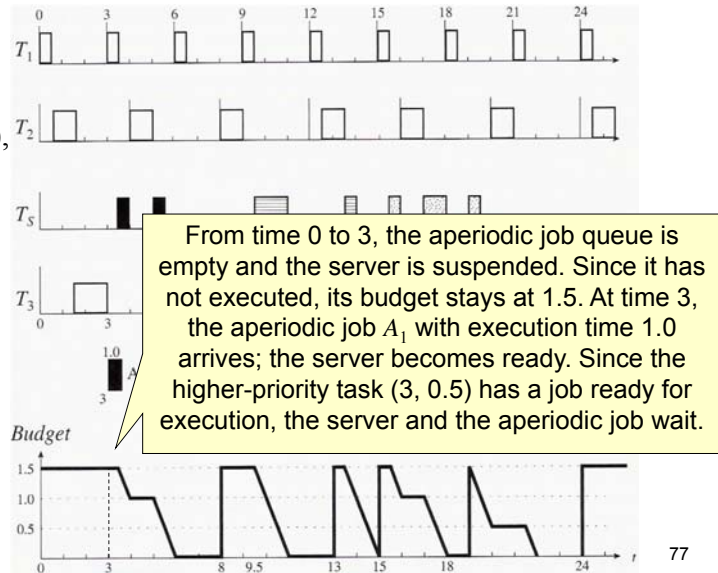 0 3 6 9 12 15 18 21 24
T1
T2
,
TS
From time 0 to 3, the aperiodic job queue is
empty and the server is suspended. Since it has
not executed, its budget stays at 1.5. At time 3,
the aperiodic job A1 with execution time 1.0
arrives; the server becomes ready. Since the
higher-priority task (3, 0.5) has a job ready for
execution, the server and the aperiodic job wait.
T3
0 3
1.0
A
3
Budget
1.5
1.0
0.5
0 3 8 9.5 13 15 18 24 t
77